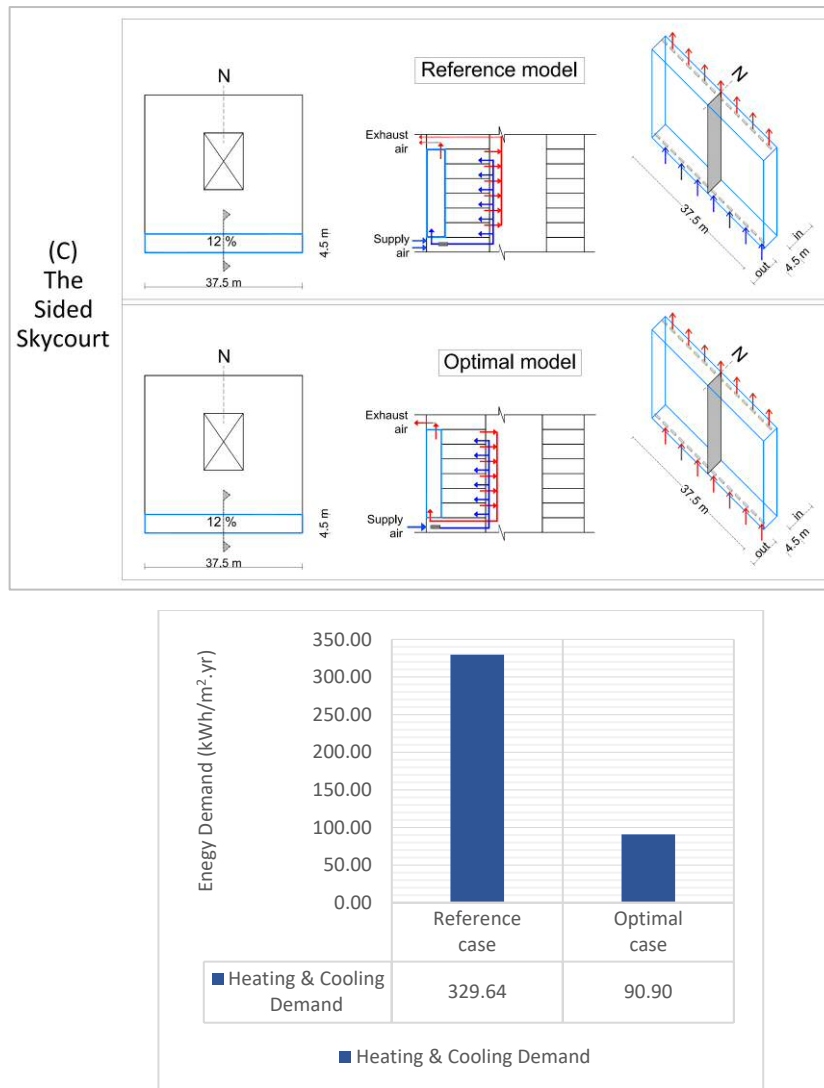 (C)
The
Sided
Skycourt
N
12 %
37.5 m
4.5 m
Reference model
Exhaust
air
Supply
air
N
37.5 m
in
out
4.5 m
N
12 %
37.5 m
4.5 m
Optimal model
Exhaust
air
Supply
air
N
37.5 m
in
out
4.5 m
Enegy Demand (kWh/m².yr)
350.00
300.00
250.00
200.00
150.00
100.00
50.00
0.00
Reference
case
Optimal
case
Heating & Cooling
Demand
329.64
90.90
Heating & Cooling Demand